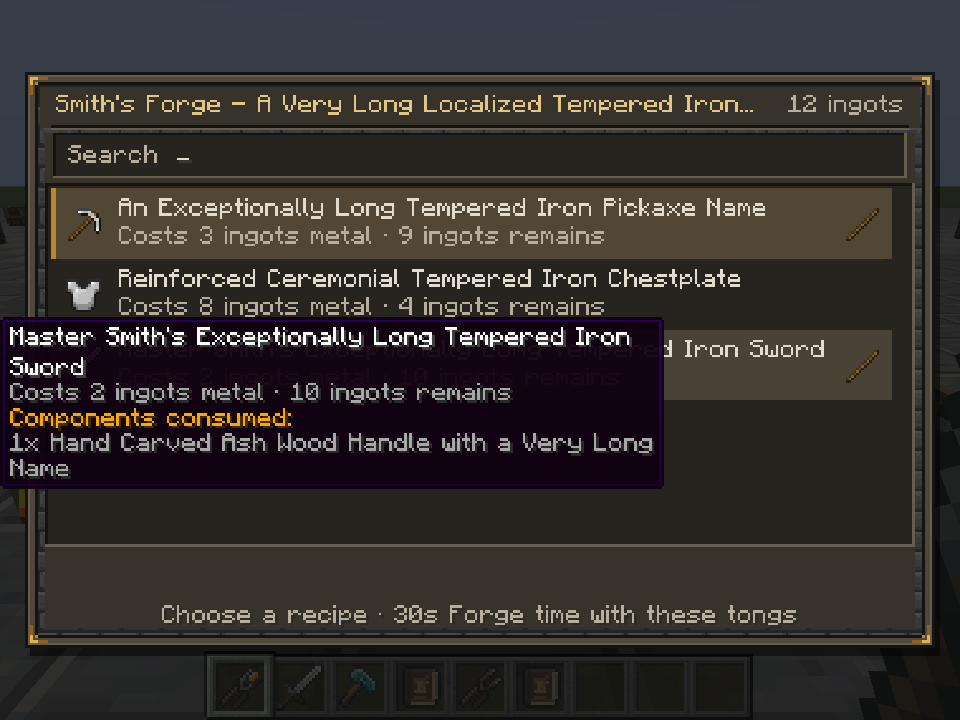 Smith's Forge - A Very Long Localized Tempered Iron... 12 ingots
Search _
An Exceptionally Long Tempered Iron Pickaxe Name
Costs 3 ingots metal · 9 ingots remains
Reinforced Ceremonial Tempered Iron Chestplate
Costs 8 ingots metal · 4 ingots remains
Master Smith's Exceptionally Long Tempered Iron
Sword
Costs 2 ingots metal · 10 ingots remains
Components consumed:
1x Hand Carved Ash Wood Handle with a Very Long
Name
d Iron Sword
Choose a recipe · 30s Forge time with these tongs